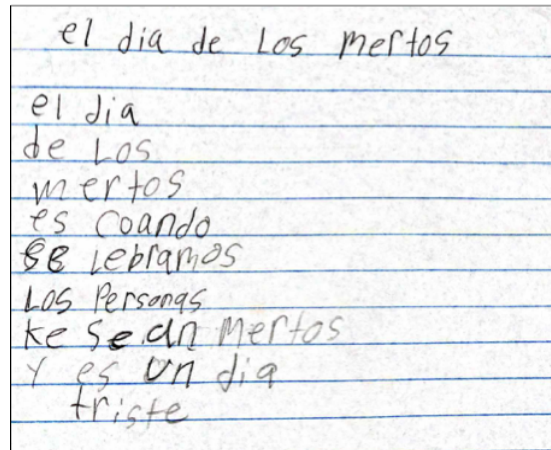 el dia de Los mertos
el dia
de Los
mertos
es coando
se lebramos
Los Personas
ke se an mertos
y es un dia
triste